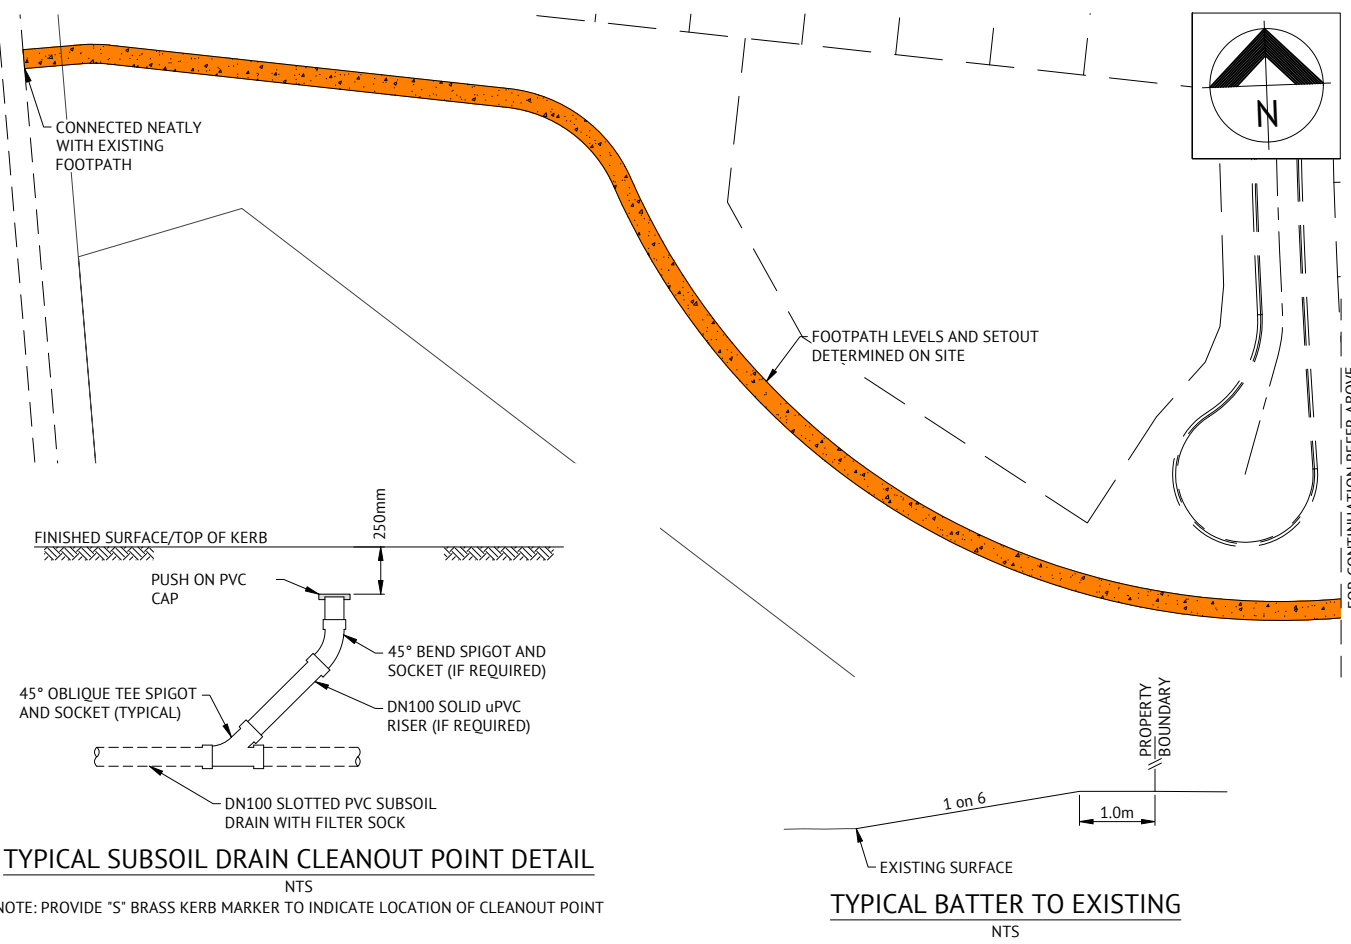 N
CONNECTED NEATLY
WITH EXISTING
FOOTPATH
FOOTPATH LEVELS AND SETOUT
DETERMINED ON SITE
FOR CONTINUATION REFER ABOVE
250mm
FINISHED SURFACE/TOP OF KERB
PUSH ON PVC
CAP
45° BEND SPIGOT AND
SOCKET (IF REQUIRED)
45° OBLIQUE TEE SPIGOT
AND SOCKET (TYPICAL)
DN100 SOLID uPVC
RISER (IF REQUIRED)
DN100 SLOTTED PVC SUBSOIL
DRAIN WITH FILTER SOCK
TYPICAL SUBSOIL DRAIN CLEANOUT POINT DETAIL
NTS
NOTE: PROVIDE "S" BRASS KERB MARKER TO INDICATE LOCATION OF CLEANOUT POINT
PROPERTY
BOUNDARY
1 on 6
1.0m
EXISTING SURFACE
TYPICAL BATTER TO EXISTING
NTS